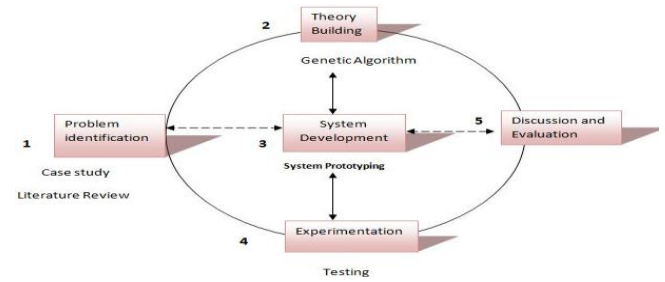 2
Theory
Building
Genetic Algorithm
1
Problem
identification
Case study
Literature Review
3
System
Development
System Prototyping
5
Discussion and
Evaluation
4
Experimentation
Testing